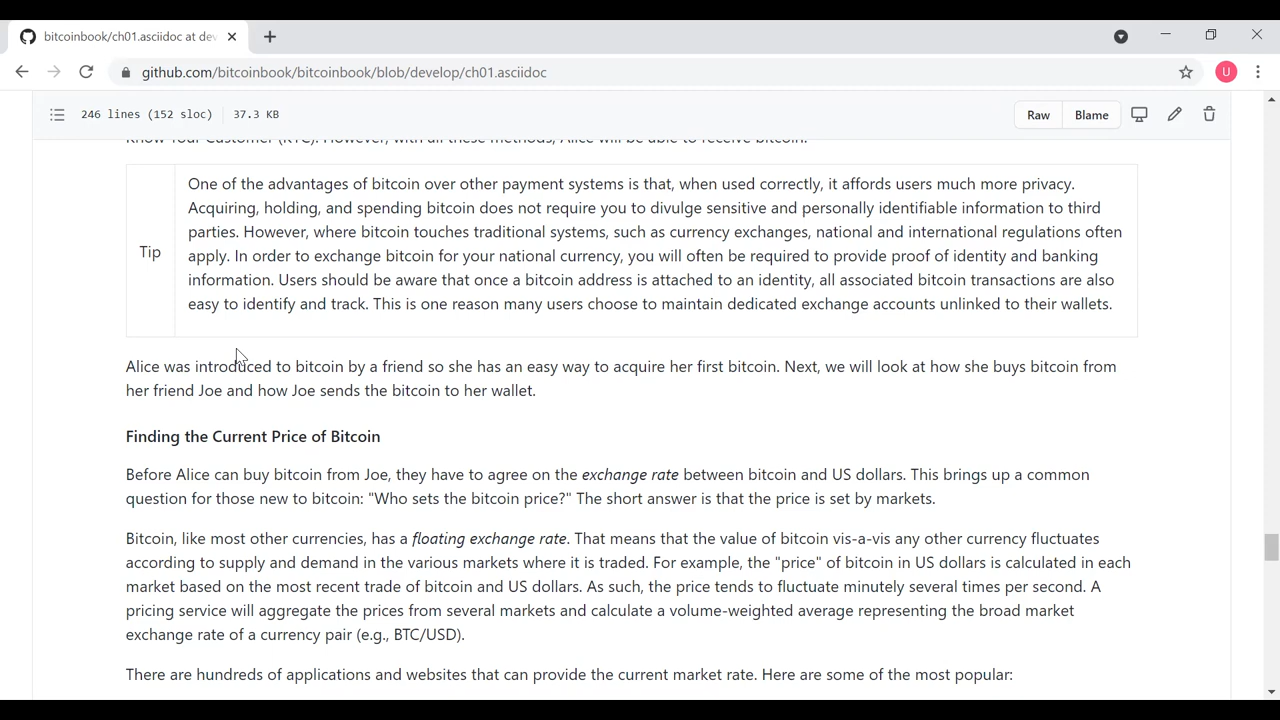 bitcoinbook/ch01.asciidoc at dev
github.com/bitcoinbook/bitcoinbook/blob/develop/ch01.asciidoc
U
246 lines (152 sloc) 37.3 KB
Raw Blame
Know Your Customer (KYC). However, with all these methods, Alice will be able to receive bitcoin.
Tip
One of the advantages of bitcoin over other payment systems is that, when used correctly, it affords users much more privacy.
Acquiring, holding, and spending bitcoin does not require you to divulge sensitive and personally identifiable information to third
parties. However, where bitcoin touches traditional systems, such as currency exchanges, national and international regulations often
apply. In order to exchange bitcoin for your national currency, you will often be required to provide proof of identity and banking
information. Users should be aware that once a bitcoin address is attached to an identity, all associated bitcoin transactions are also
easy to identify and track. This is one reason many users choose to maintain dedicated exchange accounts unlinked to their wallets.
Alice was introduced to bitcoin by a friend so she has an easy way to acquire her first bitcoin. Next, we will look at how she buys bitcoin from
her friend Joe and how Joe sends the bitcoin to her wallet.
Finding the Current Price of Bitcoin
Before Alice can buy bitcoin from Joe, they have to agree on the exchange rate between bitcoin and US dollars. This brings up a common
question for those new to bitcoin: "Who sets the bitcoin price?" The short answer is that the price is set by markets.
Bitcoin, like most other currencies, has a floating exchange rate. That means that the value of bitcoin vis-a-vis any other currency fluctuates
according to supply and demand in the various markets where it is traded. For example, the "price" of bitcoin in US dollars is calculated in each
market based on the most recent trade of bitcoin and US dollars. As such, the price tends to fluctuate minutely several times per second. A
pricing service will aggregate the prices from several markets and calculate a volume-weighted average representing the broad market
exchange rate of a currency pair (e.g., BTC/USD).
There are hundreds of applications and websites that can provide the current market rate. Here are some of the most popular: